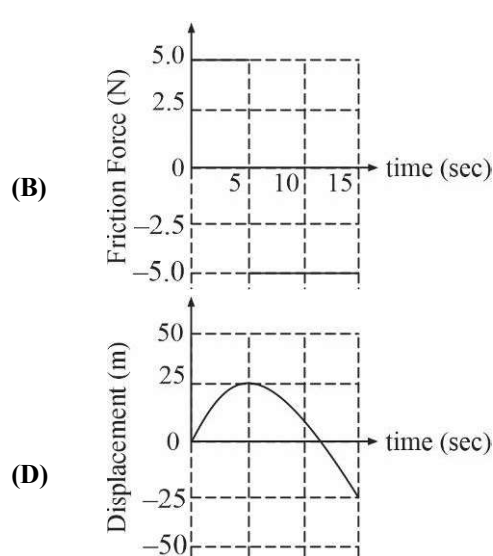 (B)
Friction Force (N)
5.0
2.5
0
−2.5
−5.0
5 10 15
time (sec)
(D)
Displacement (m)
50
25
0
−25
−50
time (sec)